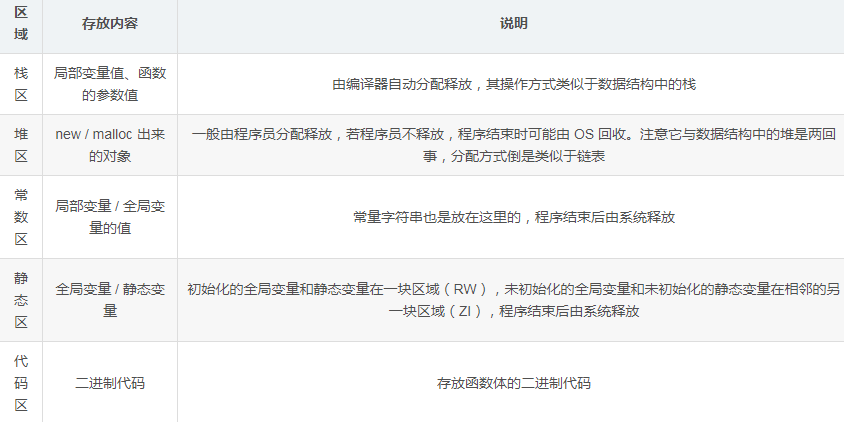 区
域
存放内容
说明
栈
区
局部变量值、函数
的参数值
由编译器自动分配释放，其操作方式类似于数据结构中的栈
堆
区
new / malloc 出来
的对象
一般由程序员分配释放，若程序员不释放，程序结束时可能由 OS 回收。注意它与数据结构中的堆是两回
事，分配方式倒是类似于链表
常
数
区
局部变量 / 全局变
量的值
常量字符串也是放在这里的，程序结束后由系统释放
静
态
区
全局变量 / 静态变
量
初始化的全局变量和静态变量在一块区域（RW），未初始化的全局变量和未初始化的静态变量在相邻的另
一块区域（ZI），程序结束后由系统释放
代
码
区
二进制代码
存放函数体的二进制代码